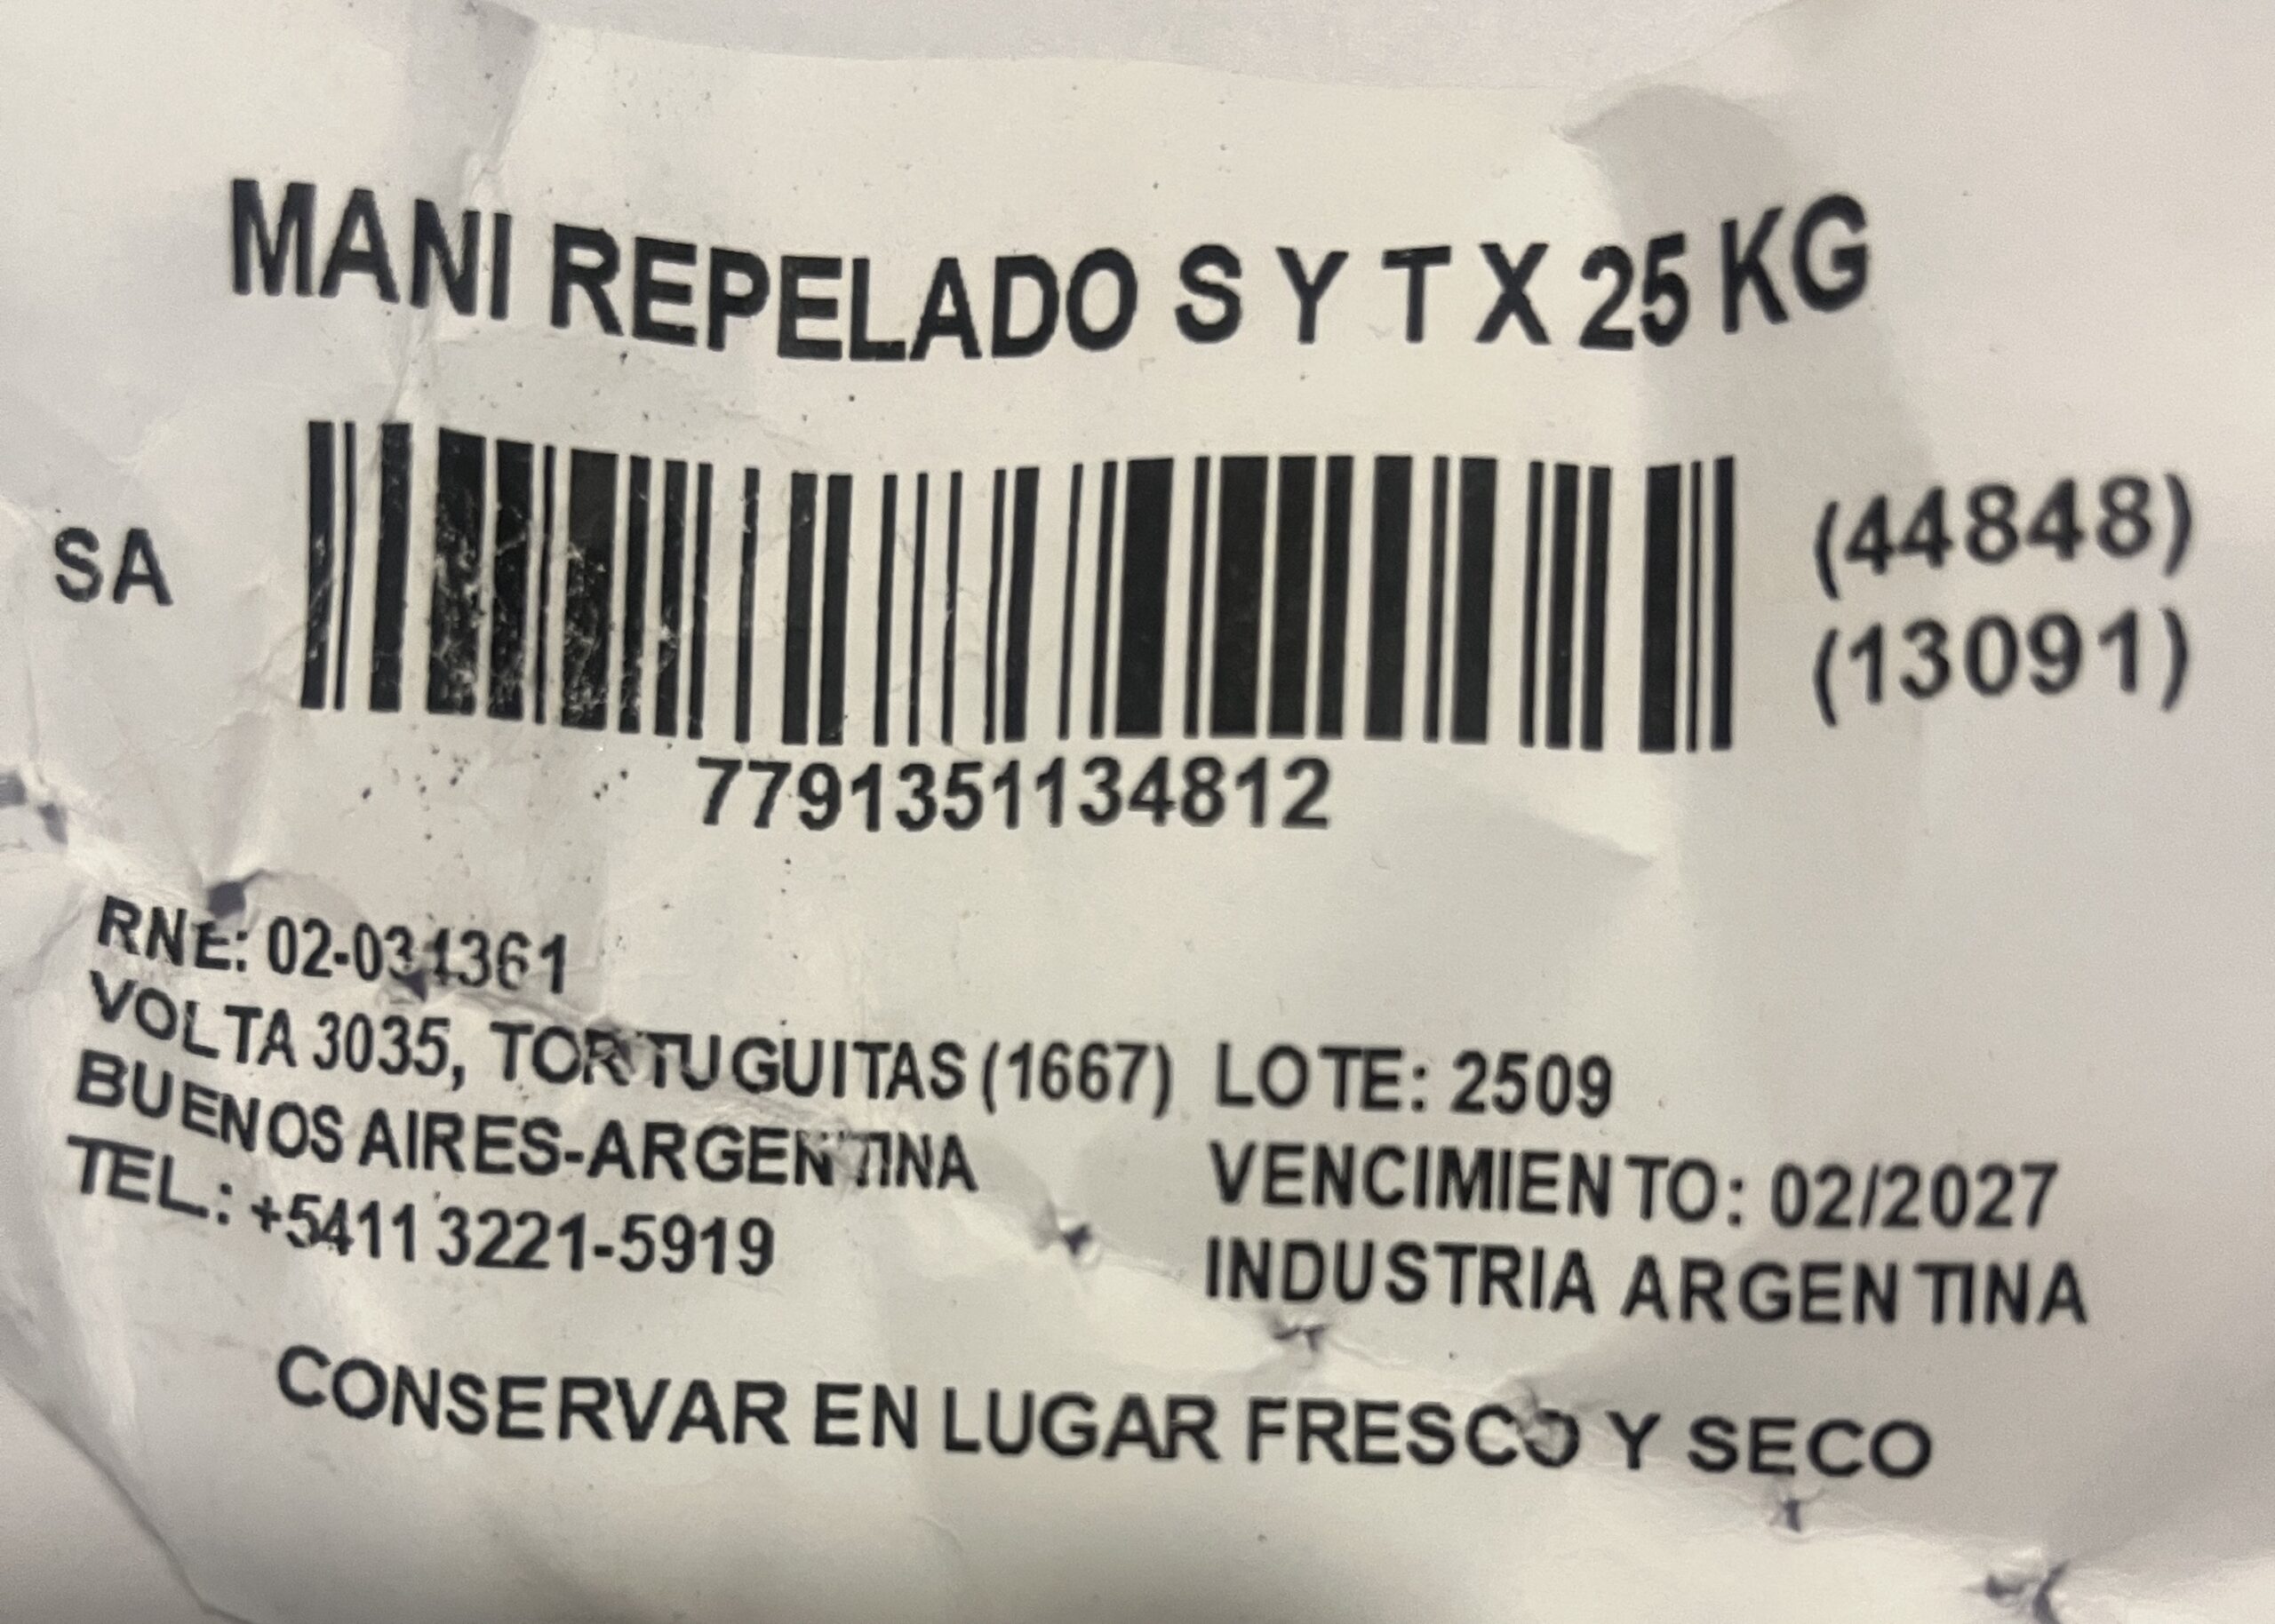 MANI REPELADO S Y T X 25 KG
SA
(44848)
(13091)
7791351134812
RNE: 02-031361
VOLTA 3035, TORTUGUITAS (1667)
BUENOS AIRES-ARGENTINA
TEL.: +5411 3221-5919
LOTE: 2509
VENCIMIENTO: 02/2027
INDUSTRIA ARGENTINA
CONSERVAR EN LUGAR FRESCO Y SECO